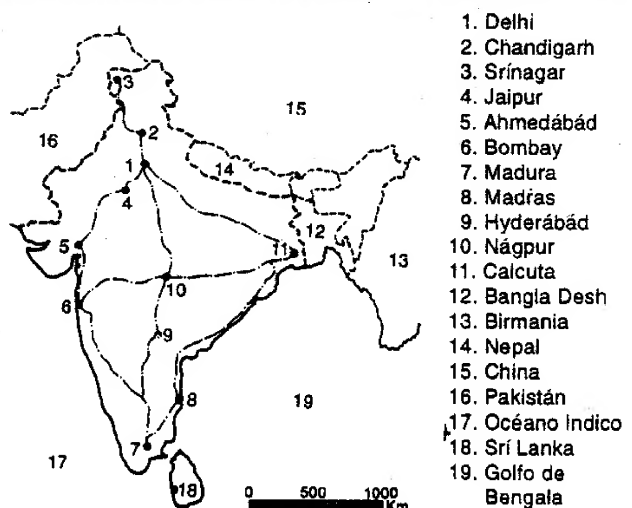 1. Delhi
2. Chandigarh
3. Srínagar
4. Jaipur
5. Ahmedábád
6. Bombay
7. Madura
8. Madras
9. Hyderábád
10. Nágpur
11. Calcuta
12. Bangla Desh
13. Birmania
14. Nepal
15. China
16. Pakistán
17. Océano Indico
18. Srí Lanka
19. Golfo de
Bengala
3
15
16
2
1
14
4
5
11
12
13
10
6
9
8
19
7
17
18
0 500 1000
Km